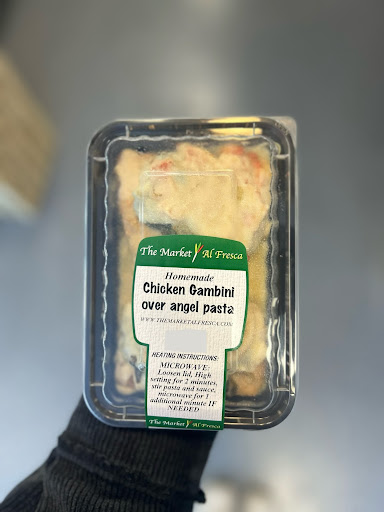 The Market Al Fresca
Homemade
Chicken Gambini
over angel pasta
WWW.THEMARKETALFRESCA.COM
HEATING INSTRUCTIONS:
MICROWAVE:
Loosen lid, High
setting for 2 minutes,
stir pasta and sauce,
microwave for 1
additional minute IF
NEEDED
The Market Al Fresca